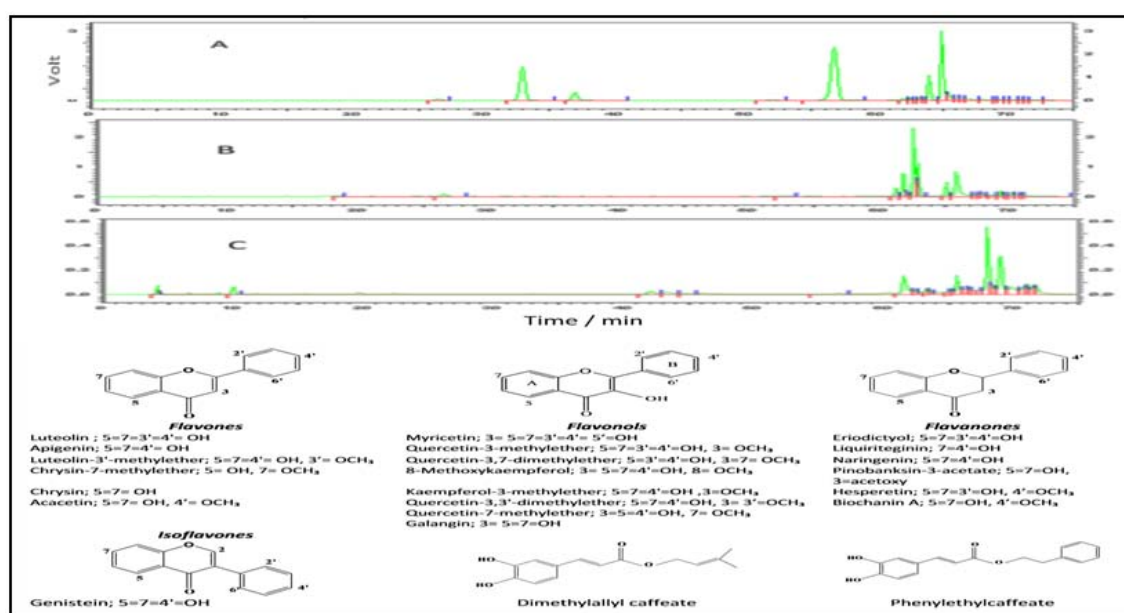 A
Volt
B
C
Time / min
Flavones
Luteolin ; 5=7=3'=4'= OH
Apigenin; 5=7=4'= OH
Luteolin-3'-methylether; 5=7=4'= OH, 3'= OCH₃
Chrysin-7-methylether; 5= OH, 7= OCH₃
Chrysin; 5=7= OH
Acacetin; 5=7= OH, 4'= OCH₃
Flavonols
Myricetin; 3= 5=7=3'=4'= 5'=OH
Quercetin-3-methylether; 5=7=3'=4'=OH, 3= OCH₃
Quercetin-3,7-dimethylether; 5=3'=4'=OH, 3=7= OCH₃
8-Methoxykaempferol; 3= 5=7=4'=OH, 8= OCH₃
Kaempferol-3-methylether; 5=7=4'=OH ,3=OCH₃
Quercetin-3,3'-dimethylether; 5=7=4'=OH, 3= 3'=OCH₃
Quercetin-7-methylether; 3=5=4'=OH, 7= OCH₃
Galangin; 3= 5=7=OH
Flavanones
Eriodictyol; 5=7=3'=4'=OH
Liquiritigenin; 7=4'=OH
Naringenin; 5=7=4'=OH
Pinobanksin-3-acetate; 5=7=OH,
3=acetoxy
Hesperetin; 5=7=3'=OH, 4'=OCH₃
Biochanin A; 5=7=OH, 4'=OCH₃
Isoflavones
Genistein; 5=7=4'=OH
Dimethylallyl caffeate
Phenylethylcaffeate